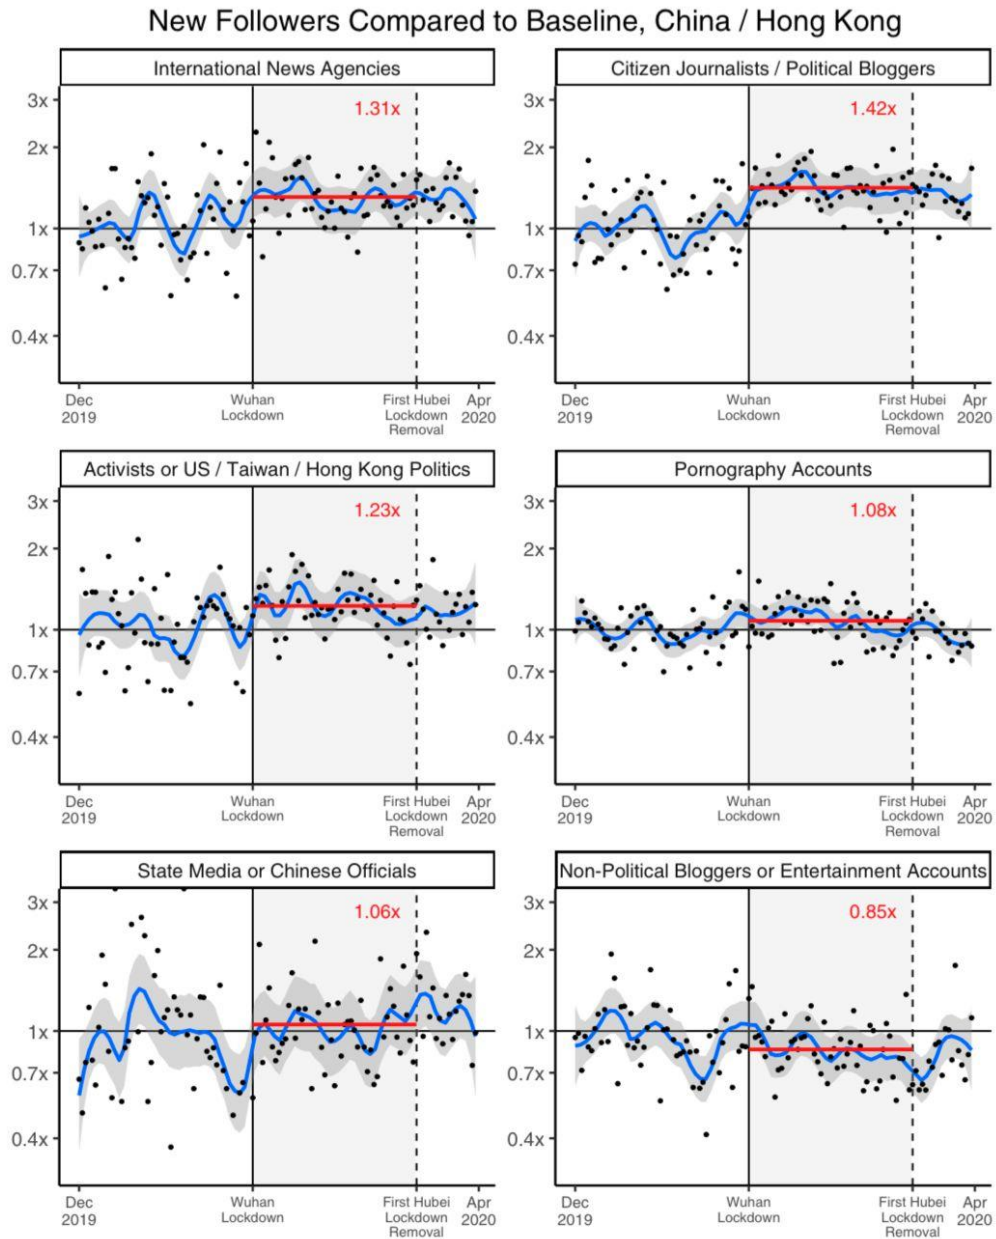 New Followers Compared to Baseline, China / Hong Kong
International News Agencies
3x
2x
1x
0.7x
0.4x
1.31x
Dec
2019
Wuhan
Lockdown
First Hubei
Lockdown
Removal
Apr
2020
Citizen Journalists / Political Bloggers
3x
2x
1x
0.7x
0.4x
1.42x
Dec
2019
Wuhan
Lockdown
First Hubei
Lockdown
Removal
Apr
2020
Activists or US / Taiwan / Hong Kong Politics
3x
2x
1x
0.7x
0.4x
1.23x
Dec
2019
Wuhan
Lockdown
First Hubei
Lockdown
Removal
Apr
2020
Pornography Accounts
3x
2x
1x
0.7x
0.4x
1.08x
Dec
2019
Wuhan
Lockdown
First Hubei
Lockdown
Removal
Apr
2020
State Media or Chinese Officials
3x
2x
1x
0.7x
0.4x
1.06x
Dec
2019
Wuhan
Lockdown
First Hubei
Lockdown
Removal
Apr
2020
Non-Political Bloggers or Entertainment Accounts
3x
2x
1x
0.7x
0.4x
0.85x
Dec
2019
Wuhan
Lockdown
First Hubei
Lockdown
Removal
Apr
2020